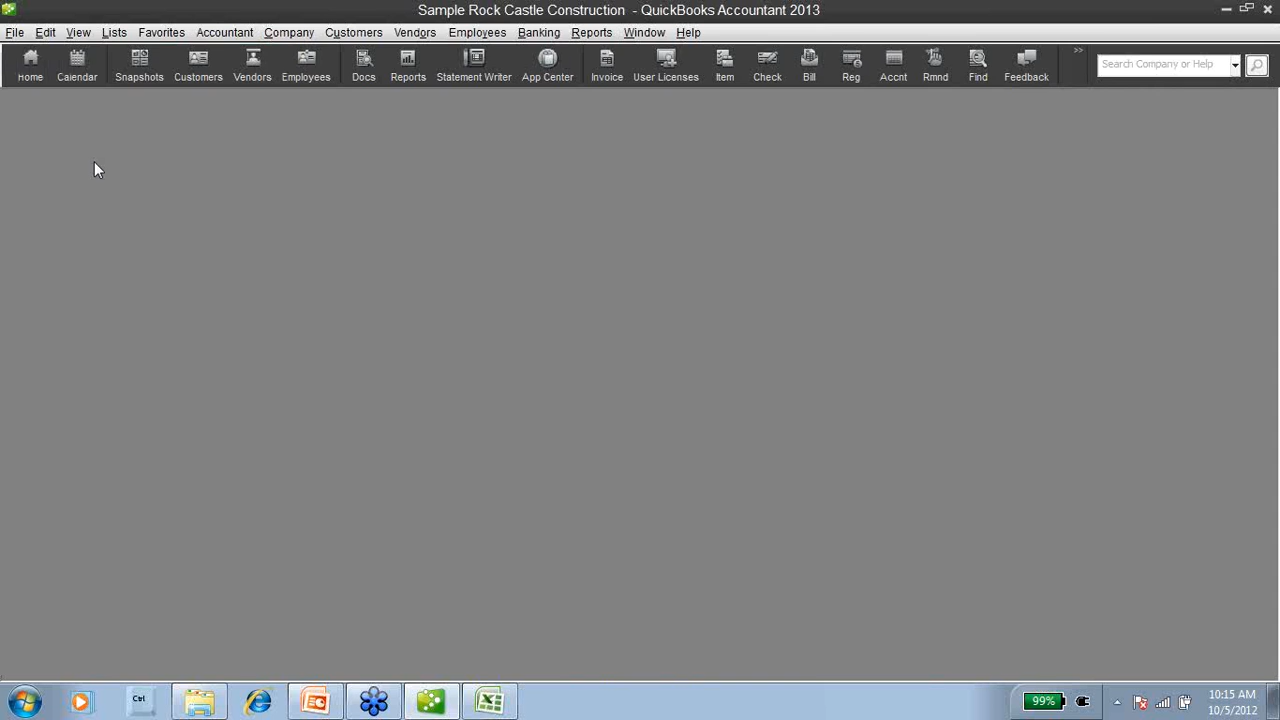 Sample Rock Castle Construction - QuickBooks Accountant 2013
File Edit View Lists Favorites Accountant Company Customers Vendors Employees Banking Reports Window Help
Home Calendar Snapshots Customers Vendors Employees Docs Reports Statement Writer App Center Invoice User Licenses Item Check Bill Reg Accnt Rmnd Find Feedback >> Search Company or Help
Ctrl
99%
10:15 AM
10/5/2012